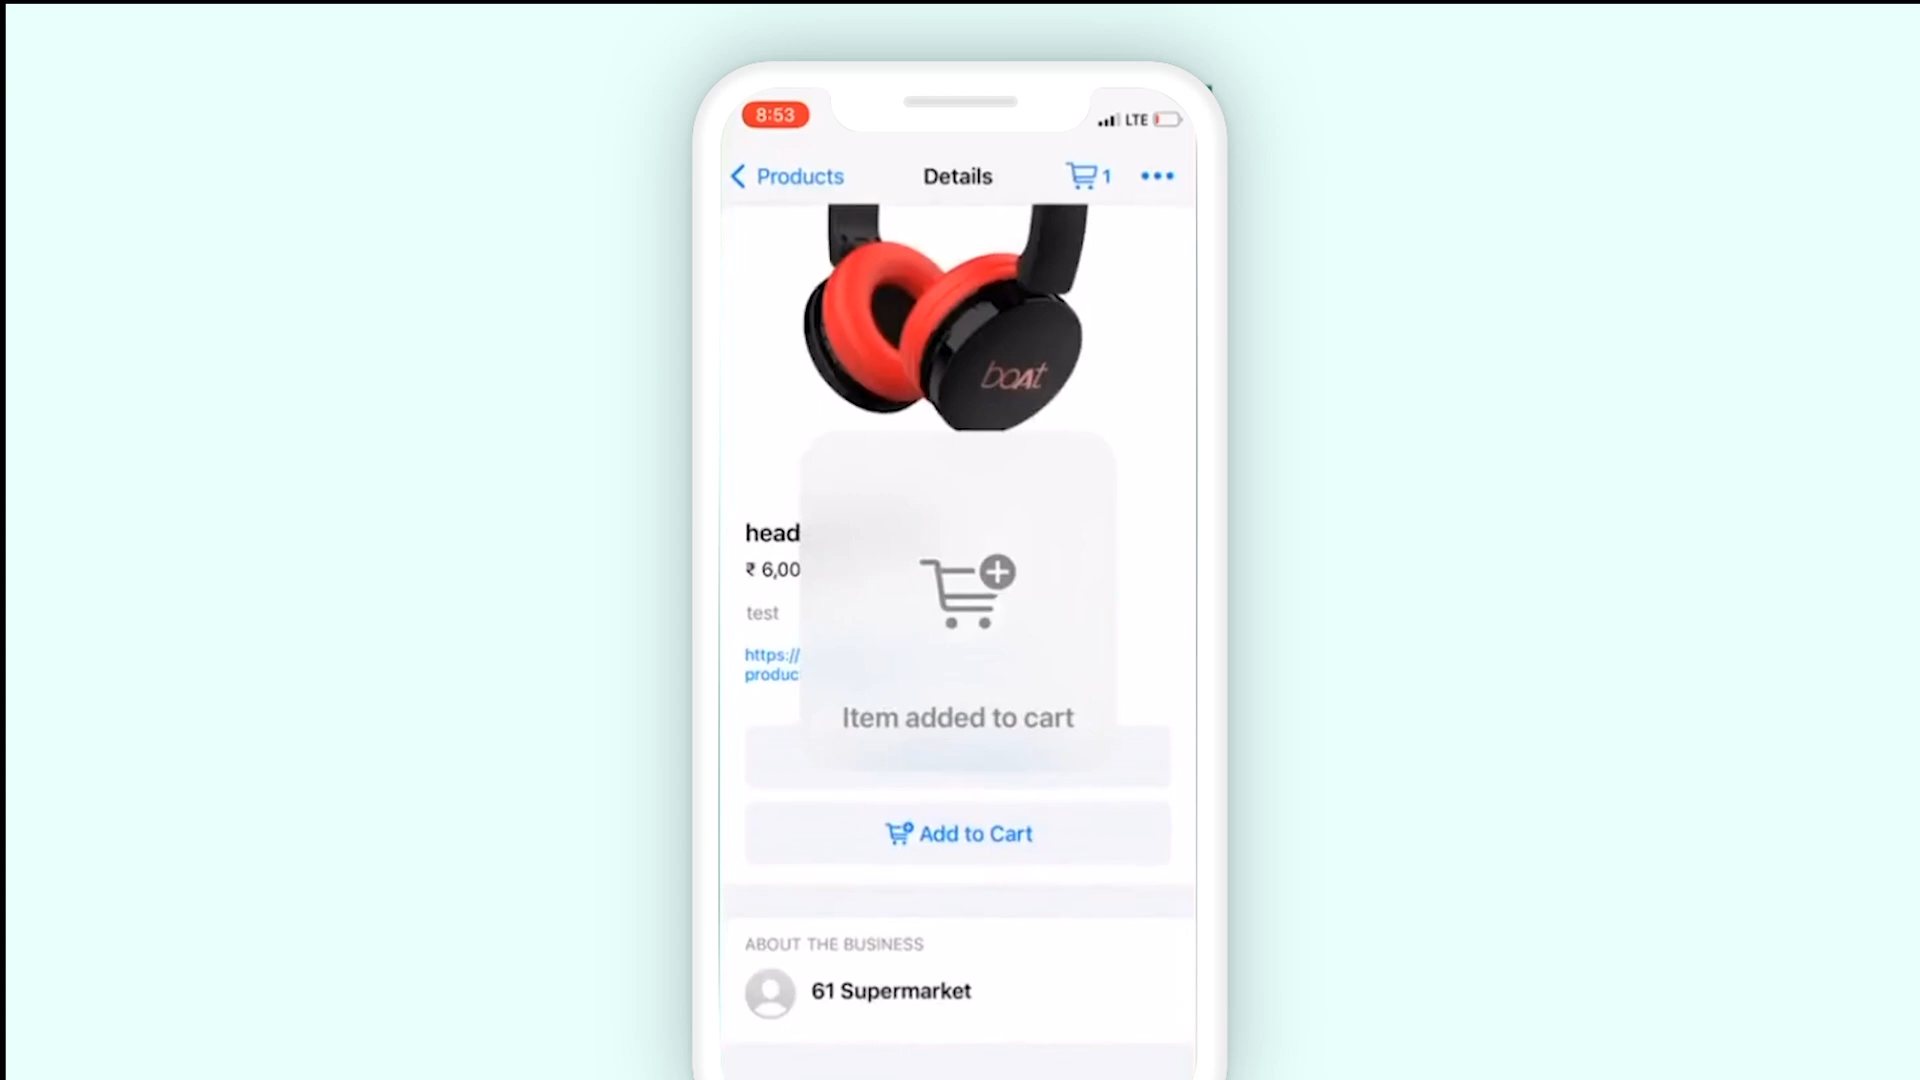 8:53
LTE
Products
Details
1
boAt
head
₹ 6,00
test
https://
produc
Item added to cart
Add to Cart
ABOUT THE BUSINESS
61 Supermarket